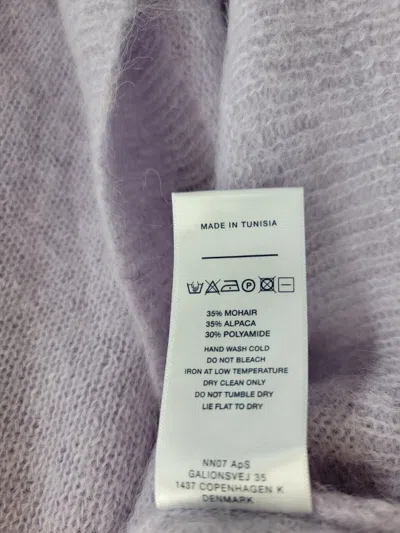 MADE IN TUNISIA
P
35% MOHAIR
35% ALPACA
30% POLYAMIDE
HAND WASH COLD
DO NOT BLEACH
IRON AT LOW TEMPERATURE
DRY CLEAN ONLY
DO NOT TUMBLE DRY
LIE FLAT TO DRY
NN07 ApS
GALIONSVEJ 35
1437 COPENHAGEN K
DENMARK